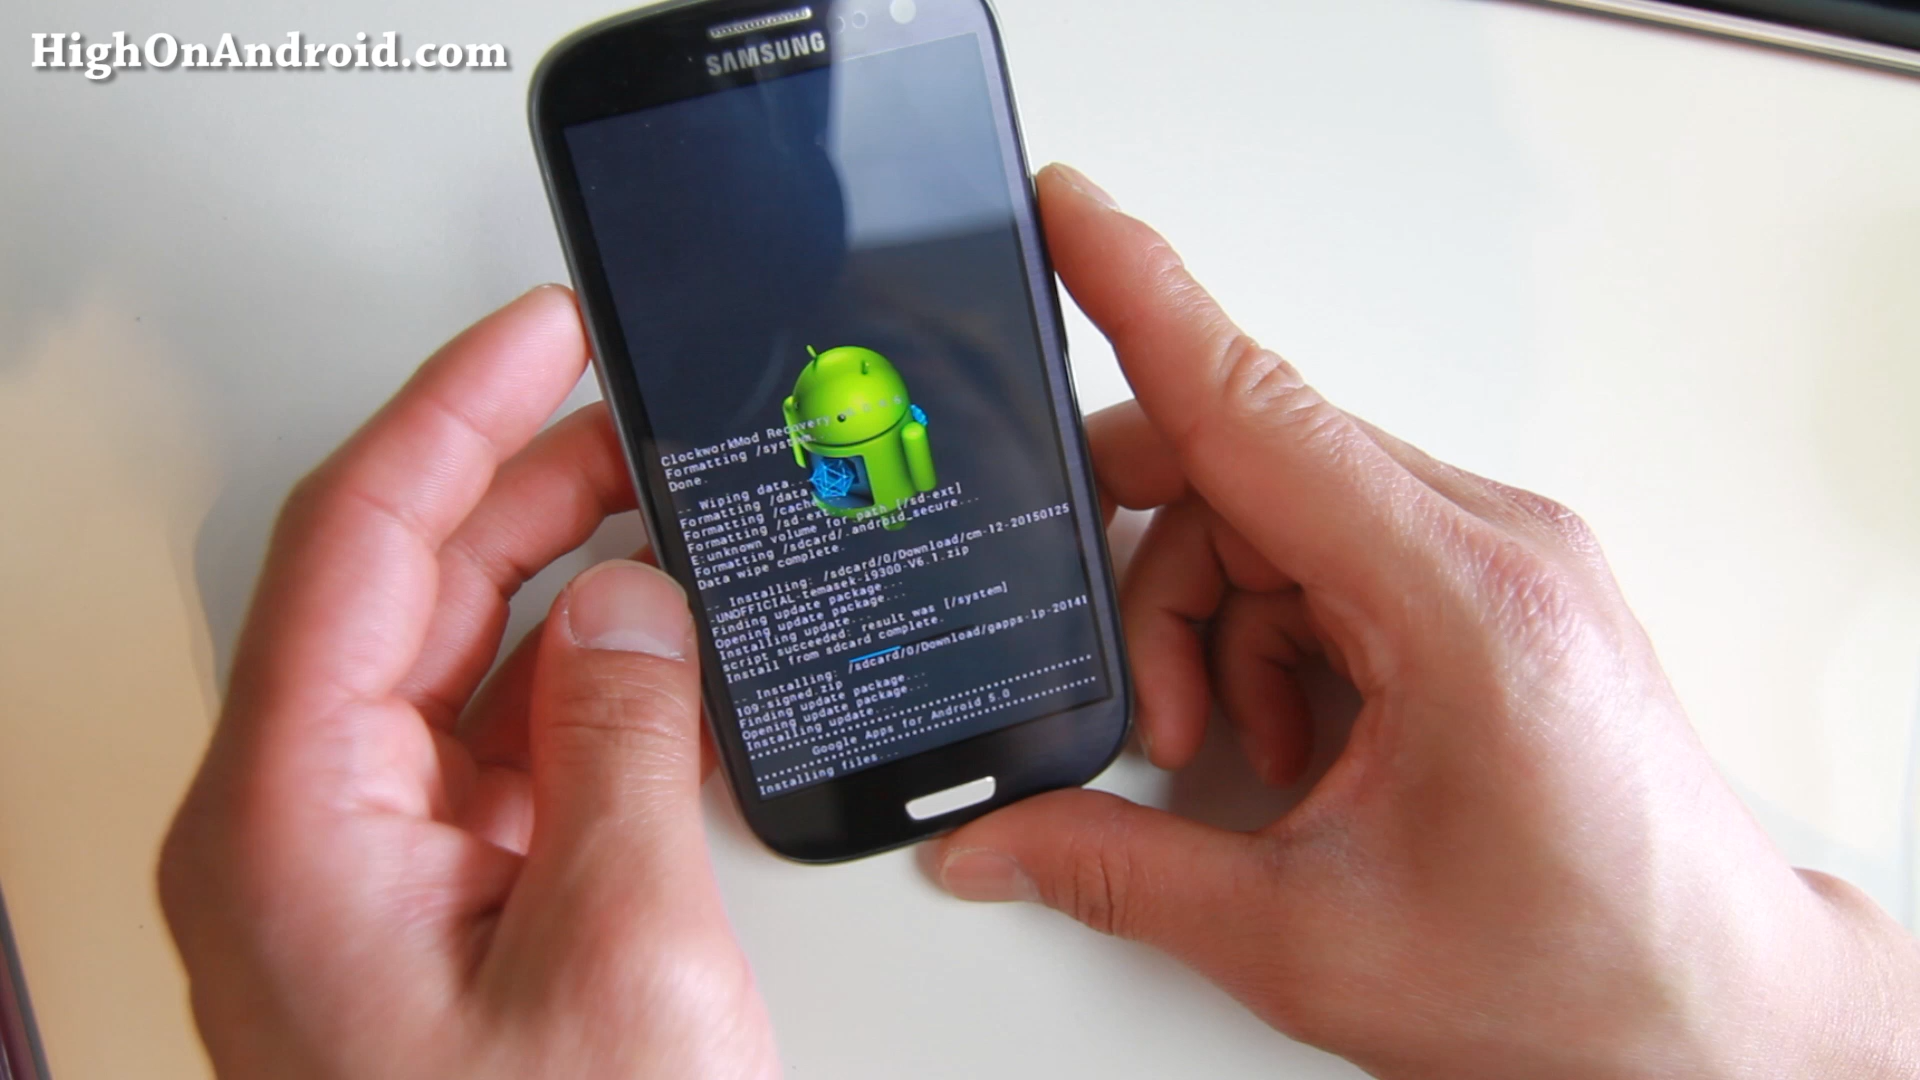 HighOnAndroid.com
SAMSUNG
ClockworkMod Recovery
Formatting /system.
Done.
-- Wiping data...
Formatting /data
Formatting /cache
Formatting /sd-ext
E:unknown volume for path [/sd-ext]
Formatting /sdcard/.android_secure...
Data wipe complete.
-- Installing: /sdcard/0/Download/cm-12-20150125
-UNOFFICIAL-temasek-i9300-V6.1.zip
Finding update package...
Opening update package...
Installing update...
script succeeded: result was [/system]
Install from sdcard complete.
-- Installing: /sdcard/0/Download/gapps-lp-20141
109-signed.zip
Finding update package...
Opening update package...
Installing update...
Google Apps for Android 5.0
Installing files...